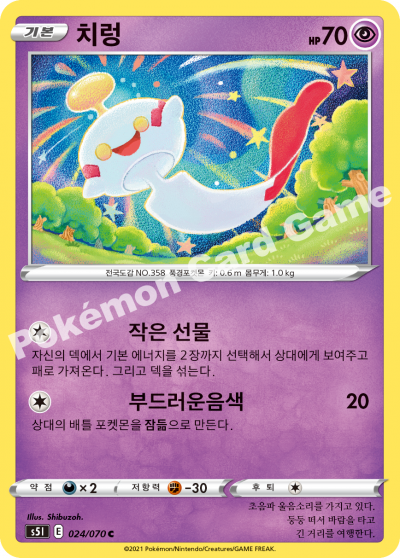 기본 치렁 HP 70
전국도감 NO.358 풍경포켓몬 키: 0.6 m 몸무게: 1.0 kg
작은 선물
자신의 덱에서 기본 에너지를 2장까지 선택해서 상대에게 보여주고
패로 가져온다. 그리고 덱을 섞는다.
부드러운음색 20
상대의 배틀 포켓몬을 잠듦으로 만든다.
약점 ×2 저항력 -30 후퇴
Illus. Shibuzoh.
s5I E 024/070 C
초음파 울음소리를 가지고 있다.
둥둥 떠서 바람을 타고
긴 거리를 여행한다.
©2021 Pokémon/Nintendo/Creatures/GAME FREAK.
Pokémon Card Game